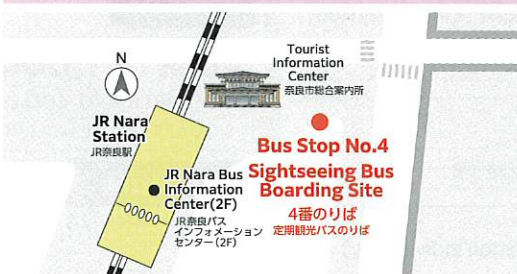 N
Tourist
Information
Center
奈良市総合案内所
JR Nara
Station
JR奈良駅
Bus Stop No.4
Sightseeing Bus
Boarding Site
4番のりば
定期観光バスのりば
JR Nara Bus
Information
Center(2F)
JR奈良バス
インフォメーション
センター(2F)